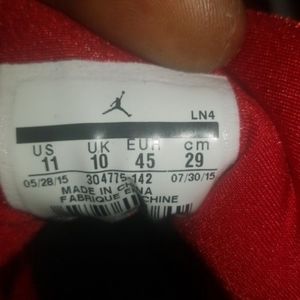 LN4
US UK EUR cm
11 10 45 29
05/28/15 304775-142 07/30/15
MADE IN CHINA
FABRIQUE CHINE